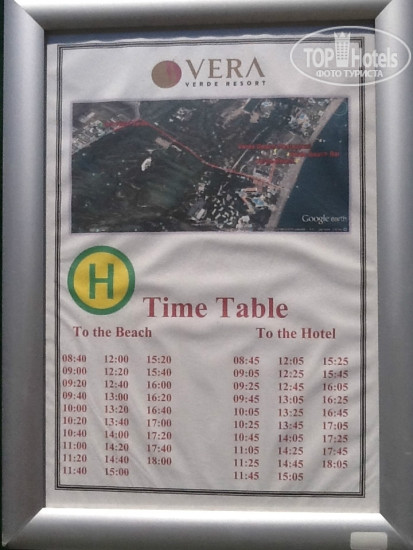 TOP Hotels
ФОТО ТУРИСТА
VERA
VERDE RESORT
Google earth
H
Time Table
To the Beach To the Hotel
08:40 12:00 15:20 08:45 12:05 15:25
09:00 12:20 15:40 09:05 12:25 15:45
09:20 12:40 16:00 09:25 12:45 16:05
09:40 13:00 16:20 09:45 13:05 16:25
10:00 13:20 16:40 10:05 13:25 16:45
10:20 13:40 17:00 10:25 13:45 17:05
10:40 14:00 17:20 10:45 14:05 17:25
11:00 14:20 17:40 11:05 14:25 17:45
11:20 14:40 18:00 11:25 14:45 18:05
11:40 15:00 11:45 15:05